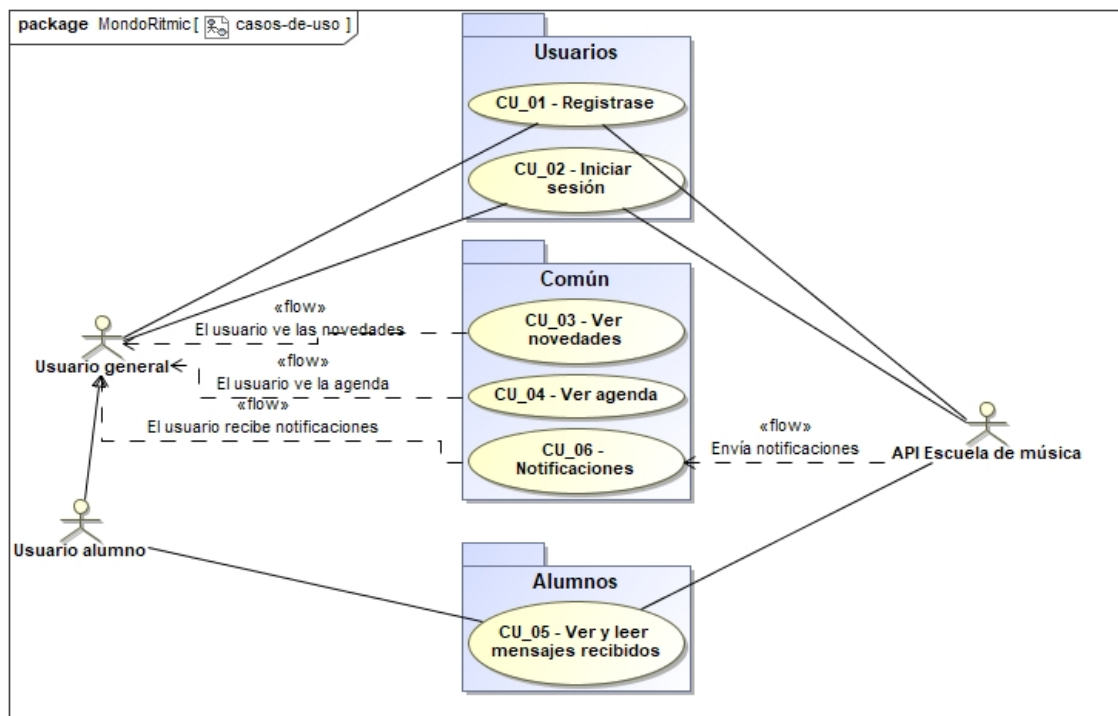 package MondoRitmic [ casos-de-uso ]
Usuarios
CU_01 - Registrase
CU_02 - Iniciar
sesión
Común
«flow»
El usuario ve las novedades
CU_03 - Ver
novedades
Usuario general
«flow»
El usuario ve la agenda
CU_04 - Ver agenda
«flow»
El usuario recibe notificaciones
CU_06 -
Notificaciones
«flow»
Envía notificaciones
API Escuela de música
Usuario alumno
Alumnos
CU_05 - Ver y leer
mensajes recibidos